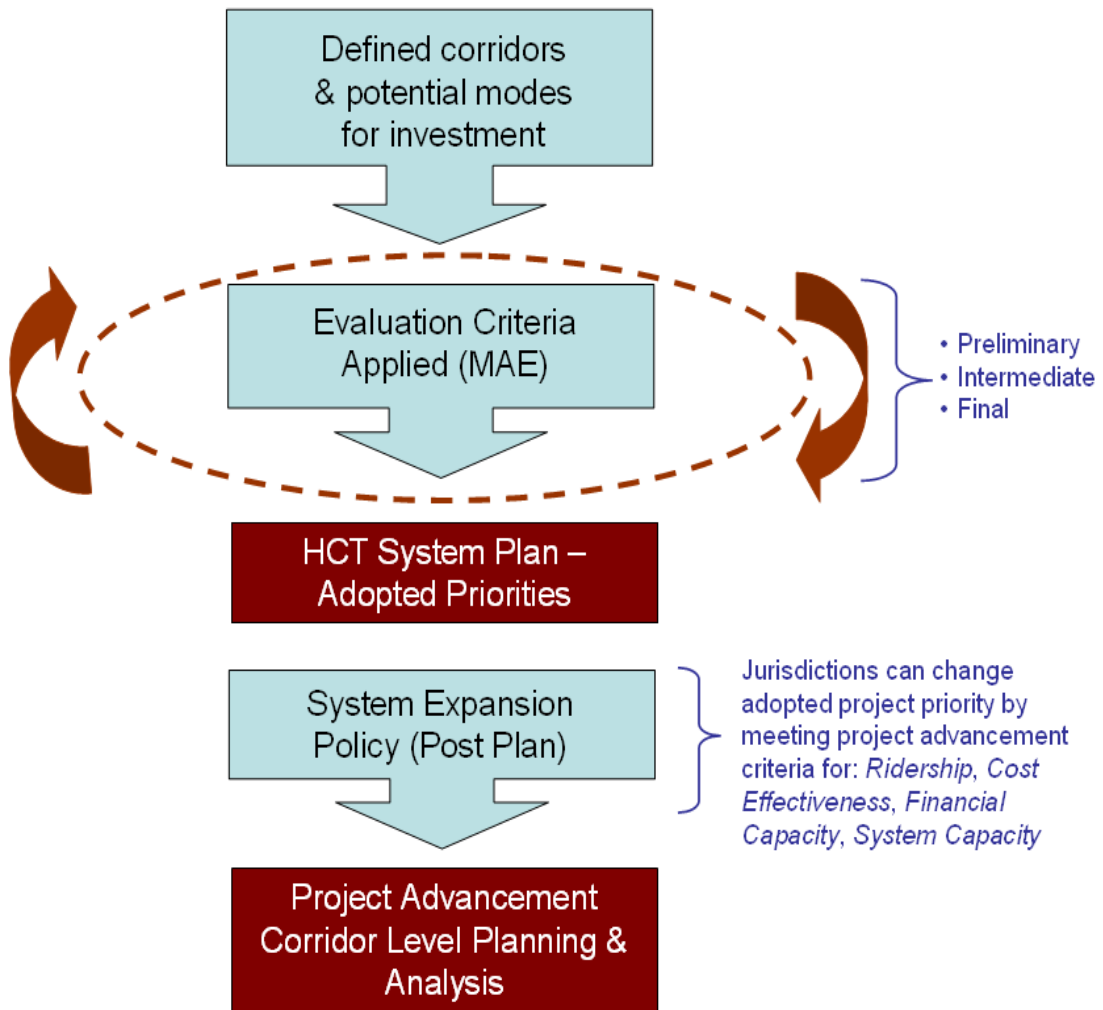 Defined corridors
& potential modes
for investment
Evaluation Criteria
Applied (MAE)
• Preliminary
• Intermediate
• Final
HCT System Plan –
Adopted Priorities
System Expansion
Policy (Post Plan)
Jurisdictions can change
adopted project priority by
meeting project advancement
criteria for: Ridership, Cost
Effectiveness, Financial
Capacity, System Capacity
Project Advancement
Corridor Level Planning &
Analysis